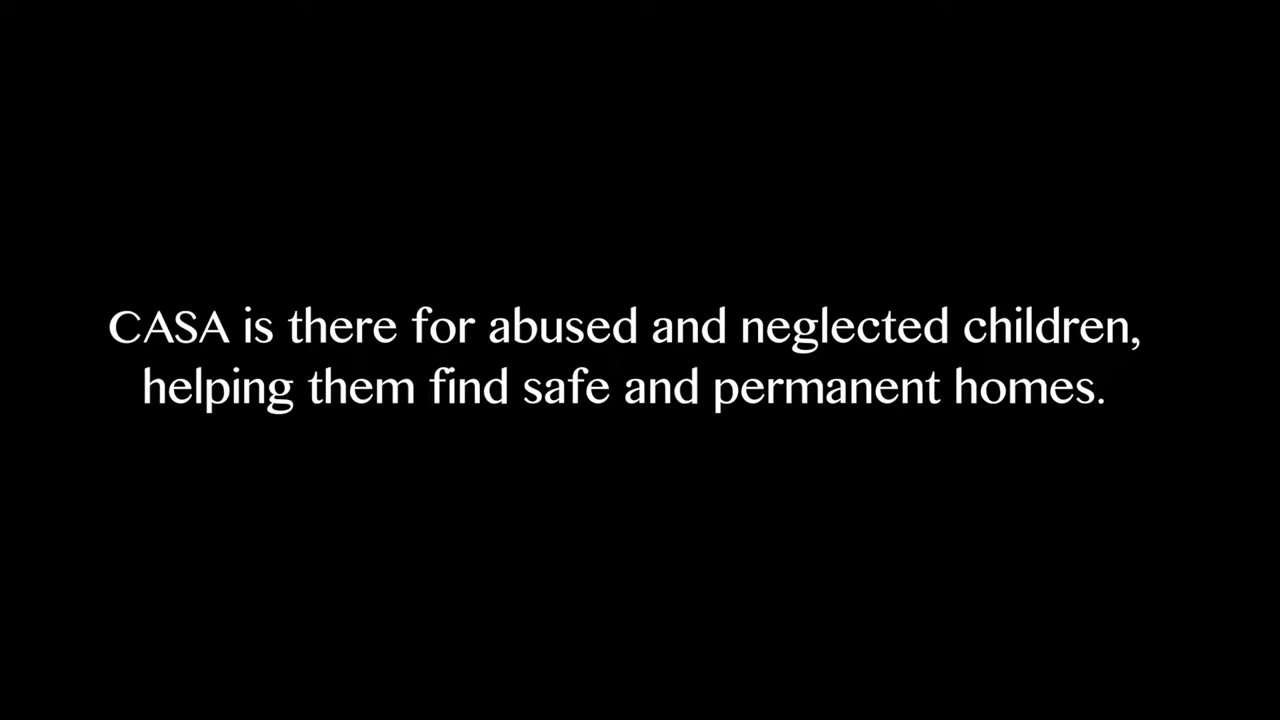 CASA is there for abused and neglected children,
helping them find safe and permanent homes.